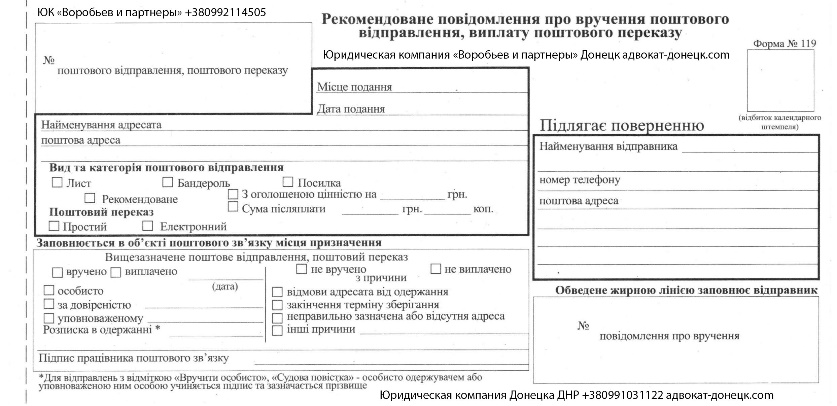 ЮК «Воробьев и партнеры» +380992114505
Рекомендоване повідомлення про вручення поштового
відправлення, виплату поштового переказу
Юридическая компания «Воробьев и партнеры» Донецк адвокат-донецк.com
Форма № 119
№
поштового відправлення, поштового переказу
Місце подання
Дата подання
(відбиток календарного
штемпеля)
Найменування адресата
поштова адреса
Вид та категорія поштового відправлення
Лист Бандероль Посилка
Рекомендоване З оголошеною цінністю на грн.
Сума післяплати грн. коп.
Поштовий переказ
Простий Електронний
Підлягає поверненню
Найменування відправника
номер телефону
поштова адреса
Заповнюється в об'єкті поштового зв'язку місця призначення
Вищезазначене поштове відправлення, поштовий переказ
вручено виплачено
(дата)
особисто
за довіреністю
уповноваженому
Розписка в одержанні *
не вручено не виплачено
з причини
відмови адресата від одержання
закінчення терміну зберігання
неправильно зазначена або відсутня адреса
інші причини
Підпис працівника поштового зв'язку
Обведене жирною лінією заповнює відправник
№
повідомлення про вручення
*Для відправлень з відміткою «Вручити особисто», «Судова повістка» - особисто одержувачем або
уповноваженим ним особою учиняється підпис та зазначається прізвище
Юридическая компания Донецка ДНР +380991031122 адвокат-донецк.com